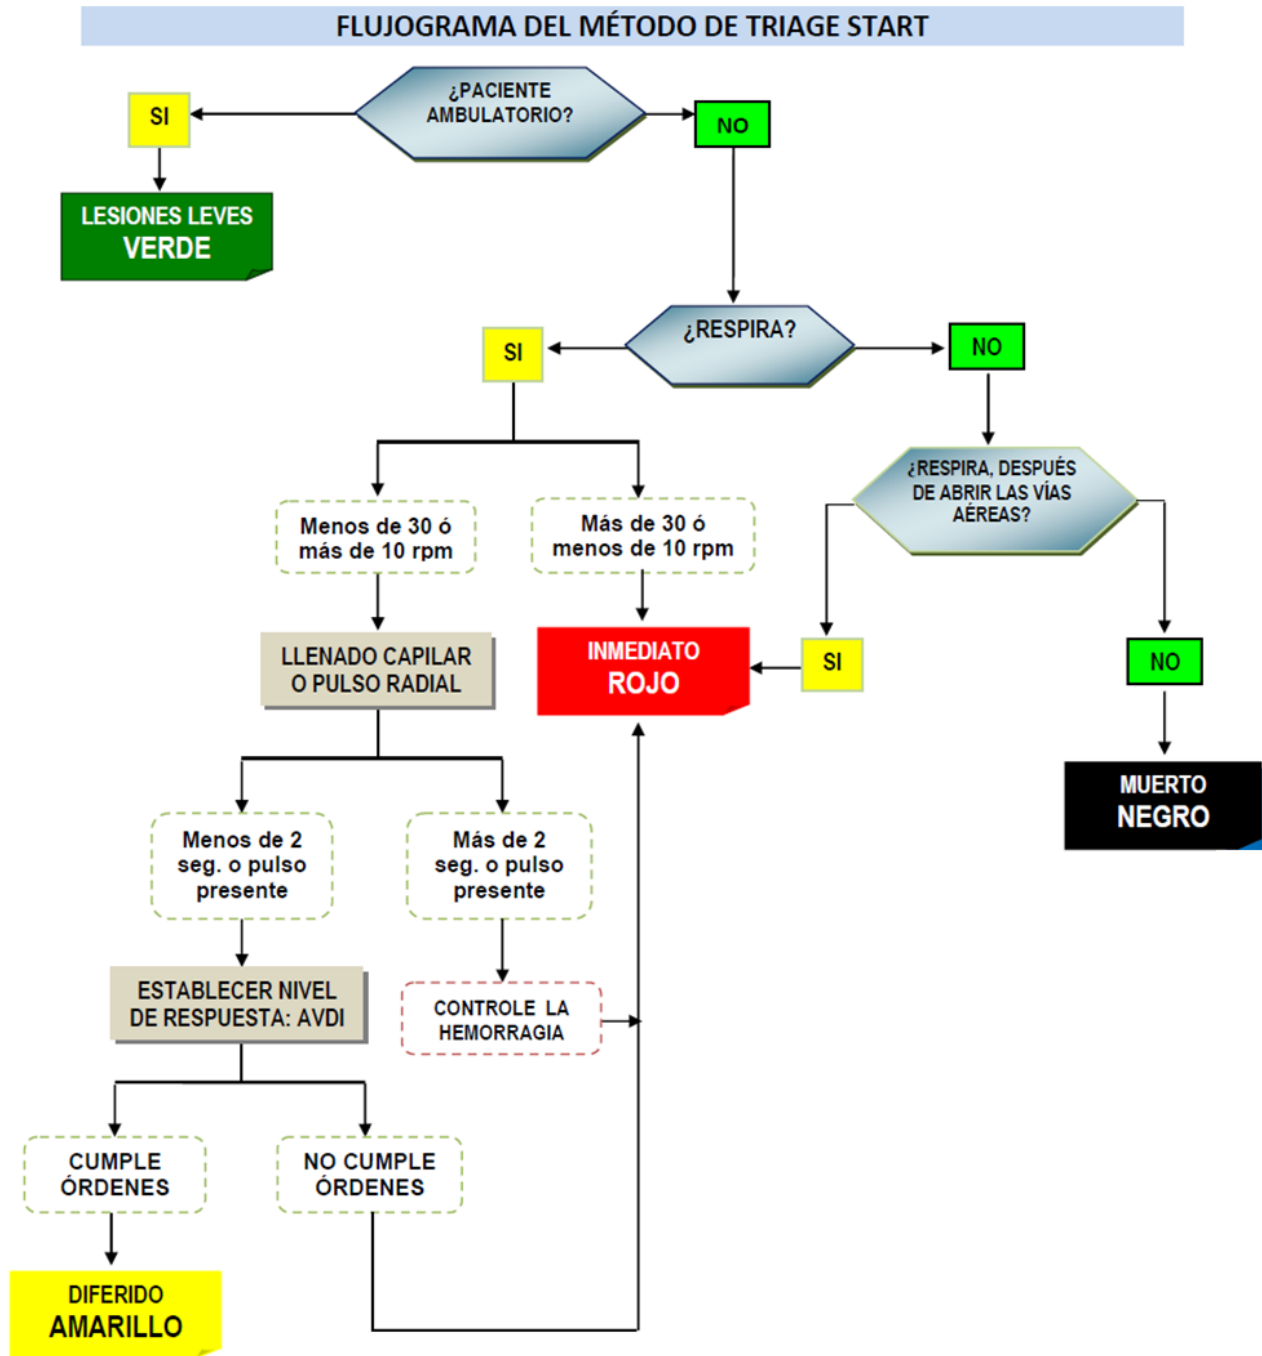 FLUJOGRAMA DEL MÉTODO DE TRIAGE START
¿PACIENTE
AMBULATORIO?
SI
NO
LESIONES LEVES
VERDE
¿RESPIRA?
SI
NO
¿RESPIRA, DESPUÉS
DE ABRIR LAS VÍAS
AÉREAS?
Menos de 30 ó
más de 10 rpm
Más de 30 ó
menos de 10 rpm
LLENADO CAPILAR
O PULSO RADIAL
INMEDIATO
ROJO
SI
NO
MUERTO
NEGRO
Menos de 2
seg. o pulso
presente
Más de 2
seg. o pulso
presente
ESTABLECER NIVEL
DE RESPUESTA: AVDI
CONTROLE LA
HEMORRAGIA
CUMPLE
ÓRDENES
NO CUMPLE
ÓRDENES
DIFERIDO
AMARILLO